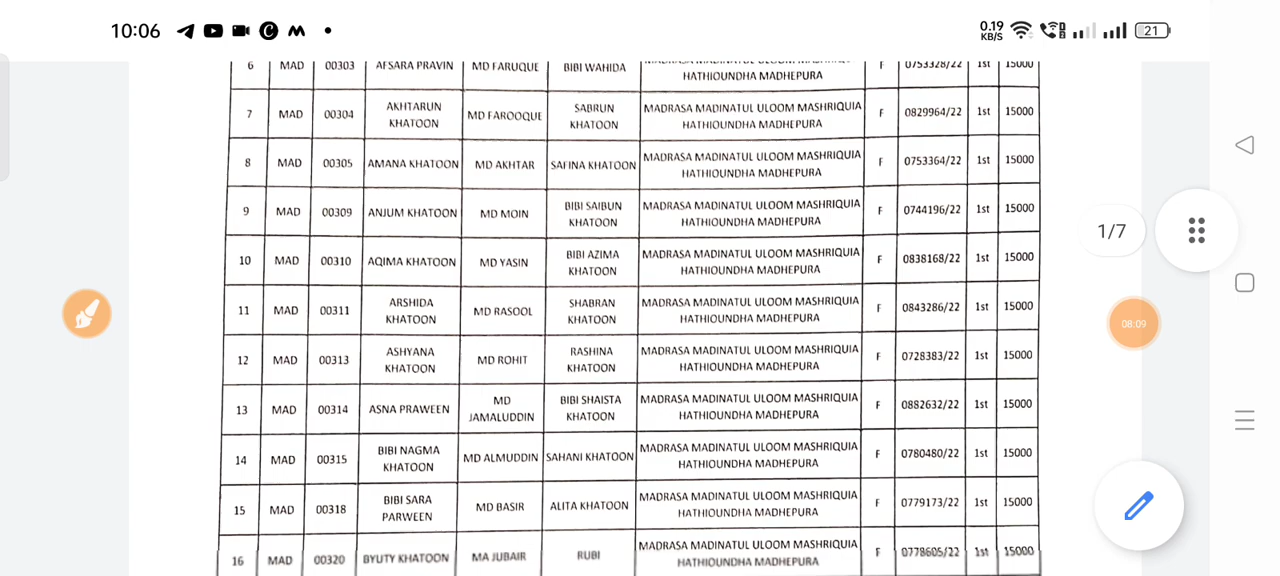 10:06
0.19 KB/S
21
6 MAD 00303 AFSARA PRAVIN MD FARUQUE BIBI WAHIDA HATHIOUNDHA MADHEPURA F 0753328/22 1st 15000
7 MAD 00304 AKHTARUN KHATOON MD FAROOQUE SABRUN KHATOON MADRASA MADINATUL ULOOM MASHRIQUIA HATHIOUNDHA MADHEPURA F 0829964/22 1st 15000
8 MAD 00305 AMANA KHATOON MD AKHTAR SAFINA KHATOON MADRASA MADINATUL ULOOM MASHRIQUIA HATHIOUNDHA MADHEPURA F 0753364/22 1st 15000
9 MAD 00309 ANJUM KHATOON MD MOIN BIBI SAIBUN KHATOON MADRASA MADINATUL ULOOM MASHRIQUIA HATHIOUNDHA MADHEPURA F 0744196/22 1st 15000
10 MAD 00310 AQIMA KHATOON MD YASIN BIBI AZIMA KHATOON MADRASA MADINATUL ULOOM MASHRIQUIA HATHIOUNDHA MADHEPURA F 0838168/22 1st 15000
11 MAD 00311 ARSHIDA KHATOON MD RASOOL SHABRAN KHATOON MADRASA MADINATUL ULOOM MASHRIQUIA HATHIOUNDHA MADHEPURA F 0843286/22 1st 15000
12 MAD 00313 ASHYANA KHATOON MD ROHIT RASHINA KHATOON MADRASA MADINATUL ULOOM MASHRIQUIA HATHIOUNDHA MADHEPURA F 0728383/22 1st 15000
13 MAD 00314 ASNA PRAWEEN MD JAMALUDDIN BIBI SHAISTA KHATOON MADRASA MADINATUL ULOOM MASHRIQUIA HATHIOUNDHA MADHEPURA F 0882632/22 1st 15000
14 MAD 00315 BIBI NAGMA KHATOON MD ALMUDDIN SAHANI KHATOON MADRASA MADINATUL ULOOM MASHRIQUIA HATHIOUNDHA MADHEPURA F 0780480/22 1st 15000
15 MAD 00318 BIBI SARA PARWEEN MD BASIR ALITA KHATOON MADRASA MADINATUL ULOOM MASHRIQUIA HATHIOUNDHA MADHEPURA F 0779173/22 1st 15000
16 MAD 00320 BYUTY KHATOON MA JUBAIR RUBI MADRASA MADINATUL ULOOM MASHRIQUIA HATHIOUNDHA MADHEPURA F 0778605/22 1st 15000
1/7
08:09